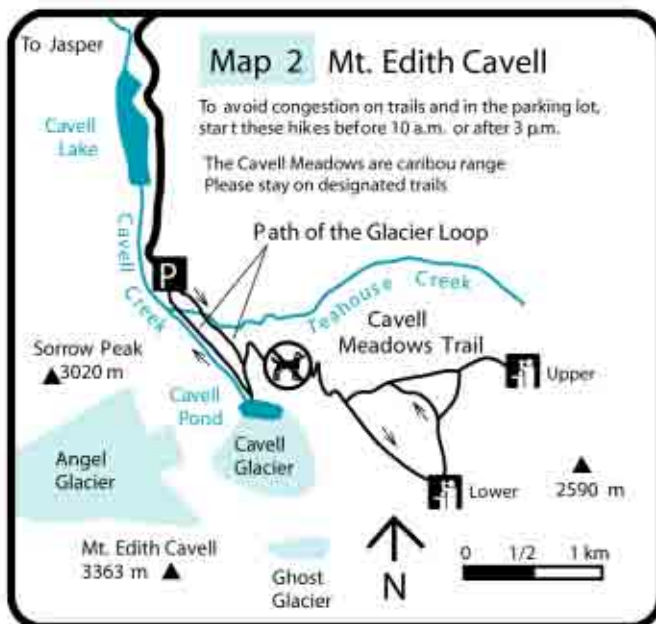 To Jasper
Map 2 Mt. Edith Cavell
To avoid congestion on trails and in the parking lot,
start these hikes before 10 a.m. or after 3 p.m.
Cavell
Lake
The Cavell Meadows are caribou range
Please stay on designated trails
Path of the Glacier Loop
Cavell Creek
P
Teahouse Creek
Cavell
Meadows Trail
Sorrow Peak
3020 m
Upper
Cavell
Pond
Angel
Glacier
Cavell
Glacier
Lower
2590 m
Mt. Edith Cavell
3363 m
Ghost
Glacier
N
0 1/2 1 km